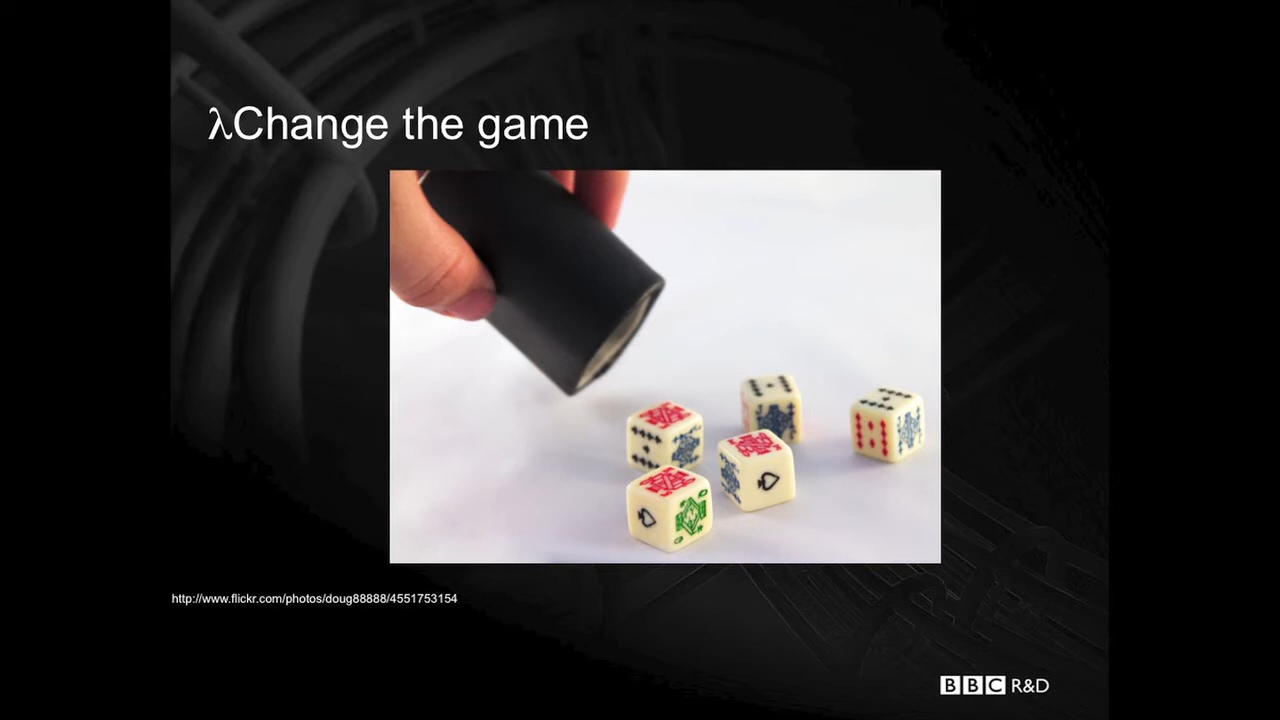 λChange the game
http://www.flickr.com/photos/doug88888/4551753154
BBC R&D